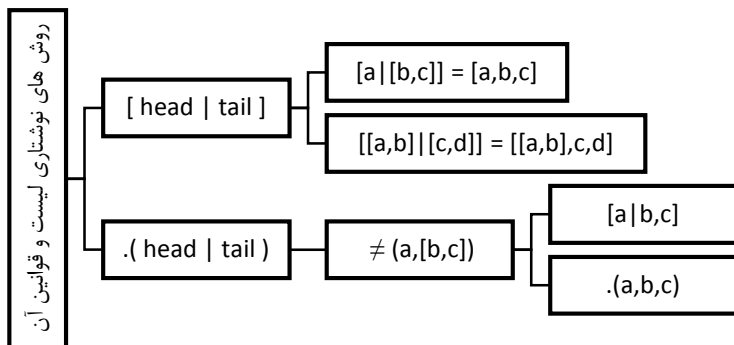 روش های نوشتاری لیست و قوانین آن
[ head | tail ]
[a|[b,c]] = [a,b,c]
[[a,b]|[c,d]] = [[a,b],c,d]
.( head | tail )
≠ (a,[b,c])
[a|b,c]
.(a,b,c)